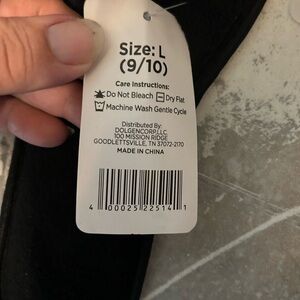 Size: L
(9/10)
Care Instructions:
Do Not Bleach Dry Flat
Machine Wash Gentle Cycle
Distributed By:
DOLGENCORP, LLC
100 MISSION RIDGE
GOODLETTSVILLE, TN 37072-2170
MADE IN CHINA
4 00025 22514 1